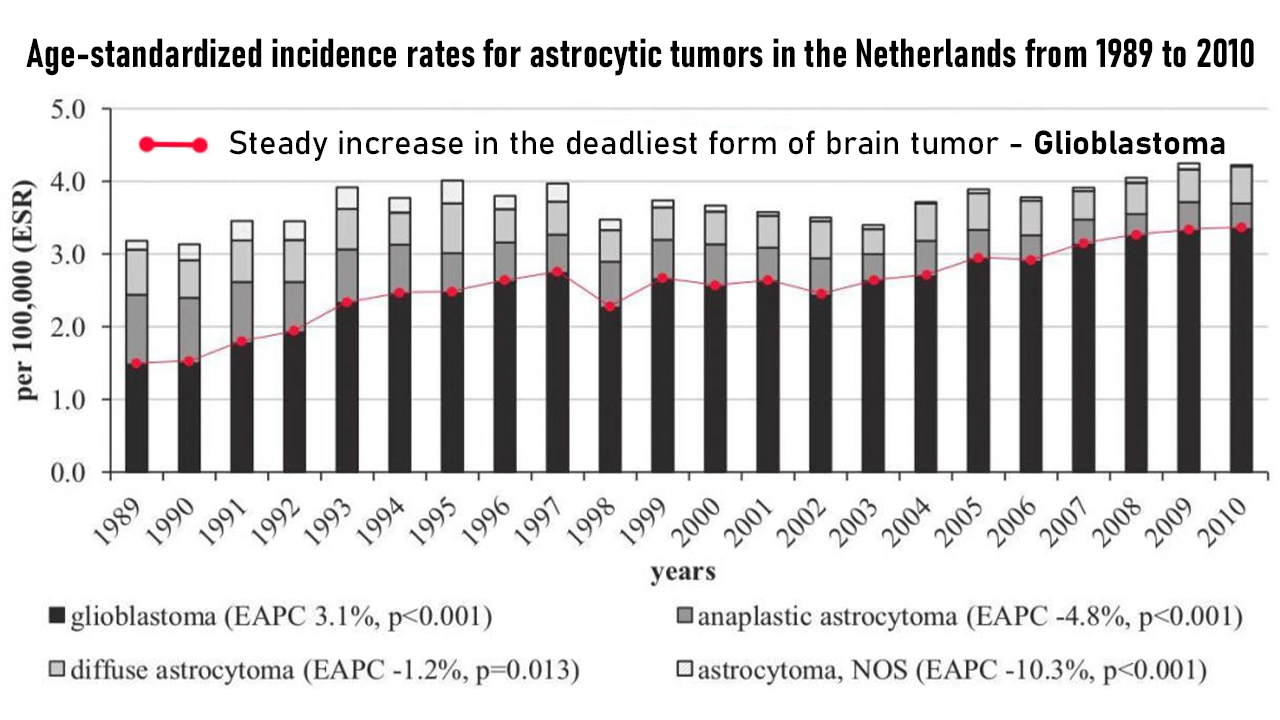 Age-standardized incidence rates for astrocytic tumors in the Netherlands from 1989 to 2010
5.0
Steady increase in the deadliest form of brain tumor - Glioblastoma
4.0
3.0
2.0
1.0
0.0
per 100,000 (ESR)
1989 1990 1991 1992 1993 1994 1995 1996 1997 1998 1999 2000 2001 2002 2003 2004 2005 2006 2007 2008 2009 2010
years
glioblastoma (EAPC 3.1%, p<0.001)
anaplastic astrocytoma (EAPC -4.8%, p<0.001)
diffuse astrocytoma (EAPC -1.2%, p=0.013)
astrocytoma, NOS (EAPC -10.3%, p<0.001)